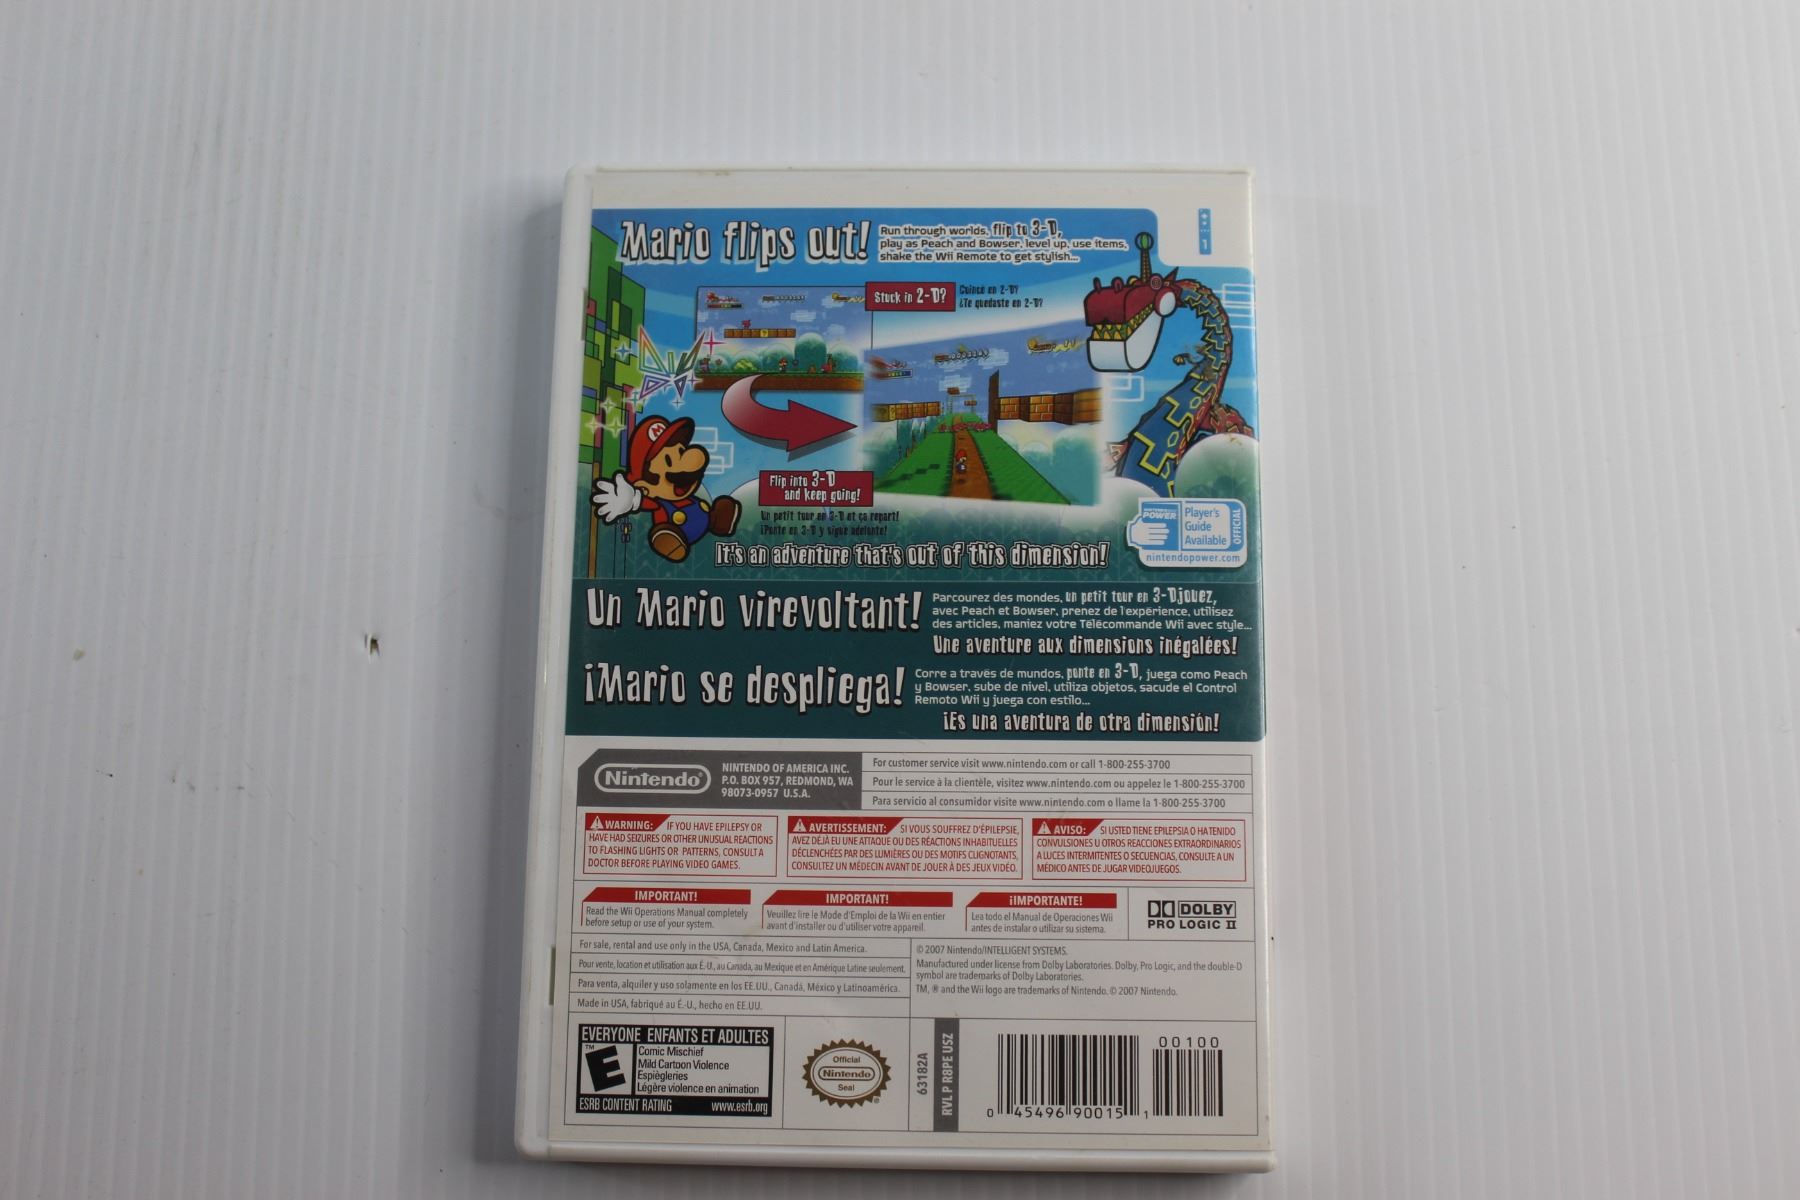 Mario flips out!
Run through worlds, flip to 3-D,
play as Peach and Bowser, level up, use items,
shake the Wii Remote to get stylish...
1
Stuck in 2-D?
Coincé en 2-D?
¿Te quedaste en 2-D?
Flip into 3-D
and keep going!
Un petit tour en 3-D et ça repart!
¡Ponte en 3-D y sigue adelante!
It's an adventure that's out of this dimension!
POWER
Player's
Guide
Available
OFFICIAL
nintendopower.com
Un Mario virevoltant!
Parcourez des mondes, un petit tour en 3-Djouez,
avec Peach et Bowser, prenez de l'expérience, utilisez
des articles, maniez votre Télécommande Wii avec style...
Une aventure aux dimensions inégalées!
¡Mario se despliega!
Corre a través de mundos, ponte en 3-D, juega como Peach
y Bowser, sube de nivel, utiliza objetos, sacude el Control
Remoto Wii y juega con estilo...
¡Es una aventura de otra dimensión!
Nintendo®
NINTENDO OF AMERICA INC.
P.O. BOX 957, REDMOND, WA
98073-0957 U.S.A.
For customer service visit www.nintendo.com or call 1-800-255-3700
Pour le service à la clientèle, visitez www.nintendo.com ou appelez le 1-800-255-3700
Para servicio al consumidor visite www.nintendo.com o llame la 1-800-255-3700
WARNING: IF YOU HAVE EPILEPSY OR
HAVE HAD SEIZURES OR OTHER UNUSUAL REACTIONS
TO FLASHING LIGHTS OR PATTERNS, CONSULT A
DOCTOR BEFORE PLAYING VIDEO GAMES.
AVERTISSEMENT: SI VOUS SOUFFREZ D'ÉPILEPSIE,
AVEZ DÉJÀ EU UNE ATTAQUE OU DES RÉACTIONS INHABITUELLES
DÉCLENCHÉES PAR DES LUMIÈRES OU DES MOTIFS CLIGNOTANTS,
CONSULTEZ UN MÉDECIN AVANT DE JOUER À DES JEUX VIDÉO.
AVISO: SI USTED TIENE EPILEPSIA O HA TENIDO
CONVULSIONES U OTROS REACCIONES EXTRAORDINARIOS
A LUCES INTERMITENTES O SECUENCIAS, CONSULTE A UN
MÉDICO ANTES DE JUGAR VIDEOJUEGOS.
IMPORTANT!
Read the Wii Operations Manual completely
before setup or use of your system.
IMPORTANT!
Veuillez lire le Mode d'Emploi de la Wii en entier
avant d'installer ou d'utiliser votre appareil.
¡IMPORTANTE!
Lea todo el Manual de Operaciones Wii
antes de instalar o utilizar su sistema.
DOLBY
PRO LOGIC II
For sale, rental and use only in the USA, Canada, Mexico and Latin America.
Pour vente, location et utilisation aux É.-U., au Canada, au Mexique et en Amérique Latine seulement.
Para venta, alquiler y uso solamente en los EE.UU., Canadá, México y Latinoamérica.
Made in USA, fabriqué au É.-U., hecho en EE.UU.
© 2007 Nintendo/INTELLIGENT SYSTEMS.
Manufactured under license from Dolby Laboratories. Dolby, Pro Logic, and the double-D
symbol are trademarks of Dolby Laboratories.
TM, ® and the Wii logo are trademarks of Nintendo. © 2007 Nintendo.
EVERYONE ENFANTS ET ADULTES
E
Comic Mischief
Mild Cartoon Violence
Espiègleries
Légère violence en animation
ESRB CONTENT RATING www.esrb.org
Official
Nintendo
Seal
63182A
RVL P R8PE USZ
00100
0 45496 90015 1